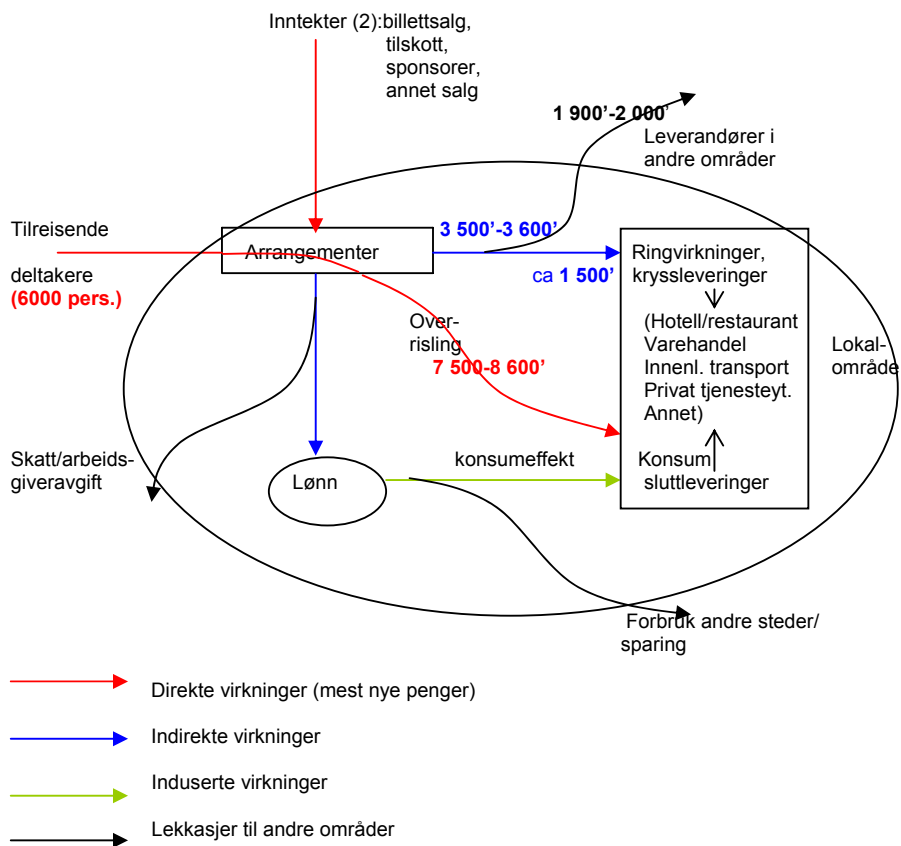 Inntekter (2):billettsalg,
tilskott,
sponsorer,
annet salg
1 900’-2 000’
Leverandører i
andre områder
Tilreisende
deltakere
(6000 pers.)
Arrangementer
3 500’-3 600’
ca 1 500’
Ringvirkninger,
kryssleveringer
(Hotell/restaurant
Varehandel
Innenl. transport
Privat tjenesteyt.
Annet)
Lokal-
område
Over-
risling
7 500-8 600’
Skatt/arbeids-
giveravgift
Lønn
konsumeffekt
Konsum
sluttleveringer
Forbruk andre steder/
sparing
Direkte virkninger (mest nye penger)
Indirekte virkninger
Induserte virkninger
Lekkasjer til andre områder